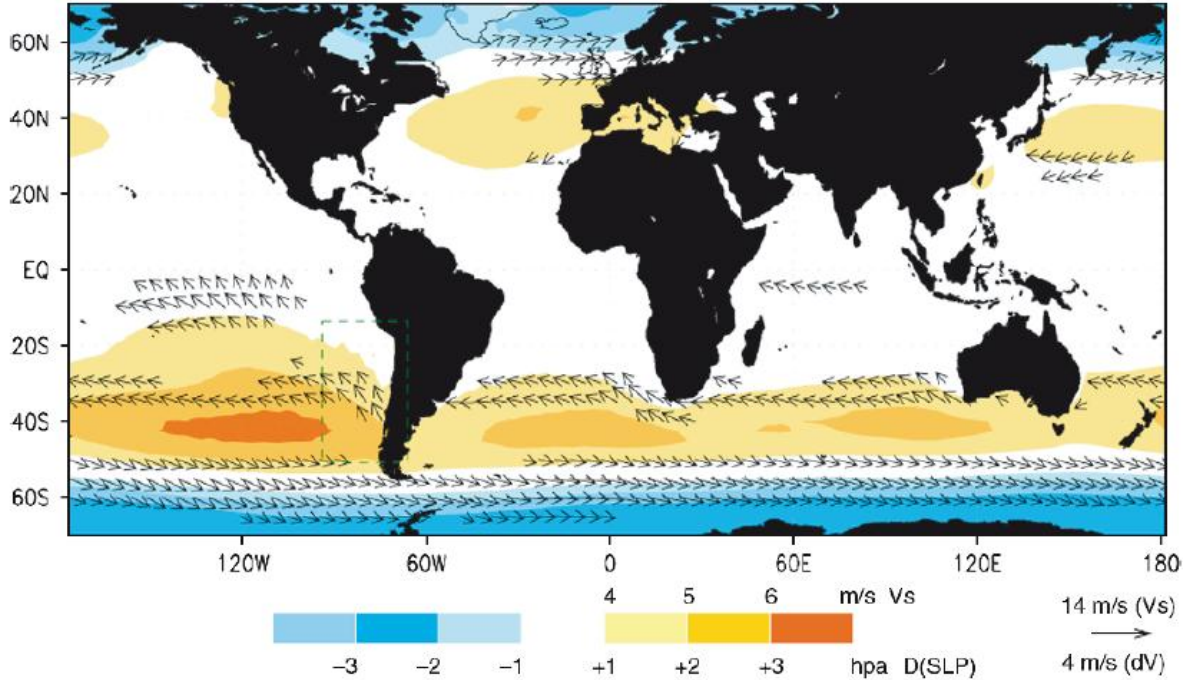 60N
40N
20N
EQ
20S
40S
60S
120W 60W 0 60E 120E 180
4 5 6 m/s Vs
−3 −2 −1
+1 +2 +3 hpa D(SLP)
14 m/s (Vs)
4 m/s (dV)